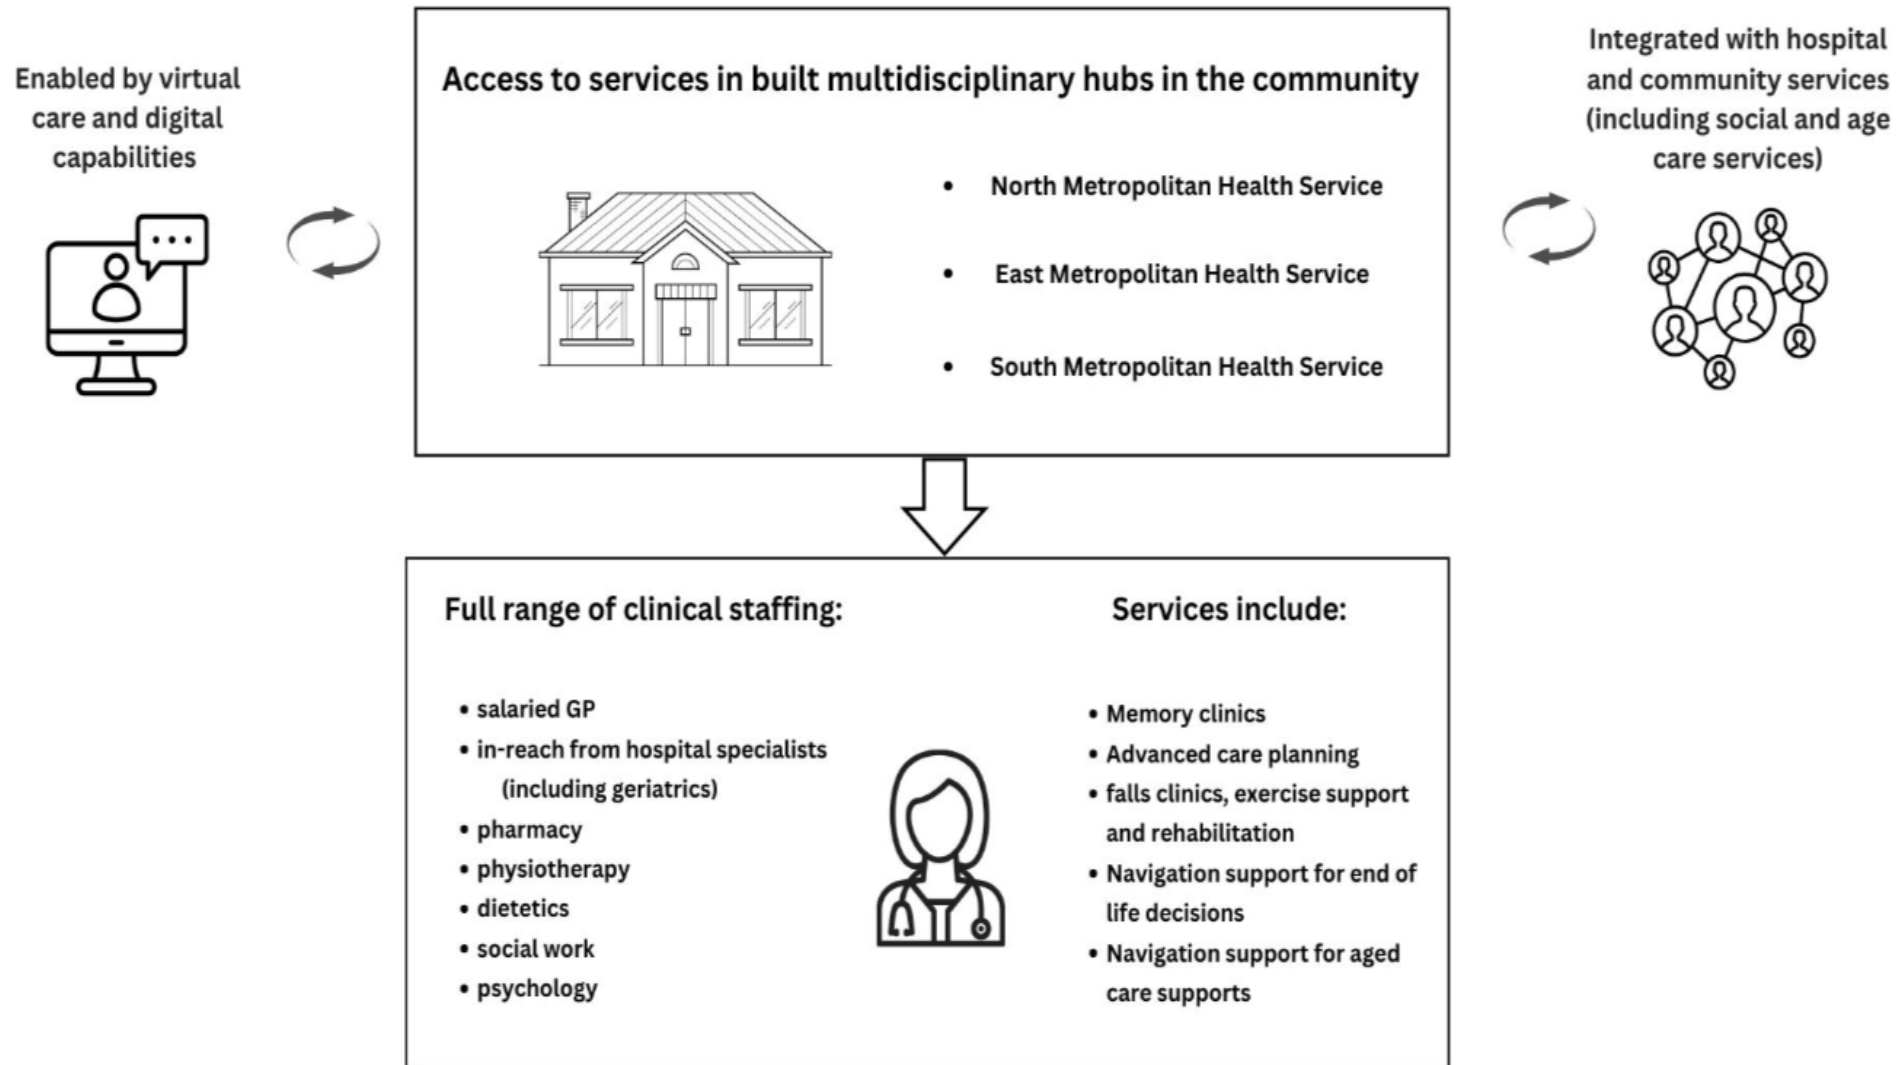 Enabled by virtual
care and digital
capabilities
Access to services in built multidisciplinary hubs in the community
• North Metropolitan Health Service
• East Metropolitan Health Service
• South Metropolitan Health Service
Integrated with hospital
and community services
(including social and age
care services)
Full range of clinical staffing:
• salaried GP
• in-reach from hospital specialists
(including geriatrics)
• pharmacy
• physiotherapy
• dietetics
• social work
• psychology
Services include:
• Memory clinics
• Advanced care planning
• falls clinics, exercise support
and rehabilitation
• Navigation support for end of
life decisions
• Navigation support for aged
care supports